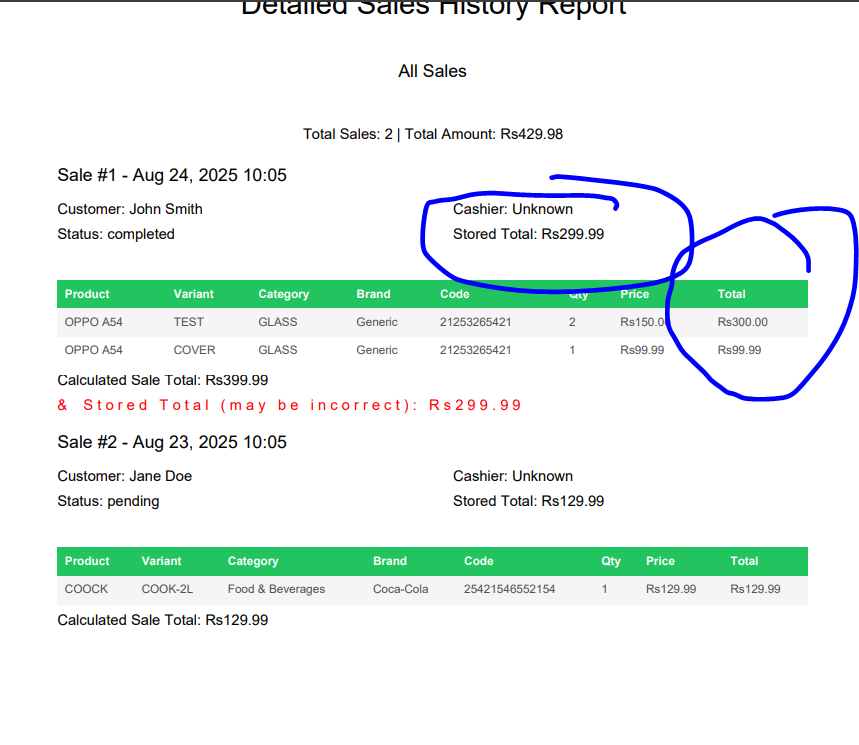 Detailed Sales History Report
All Sales
Total Sales: 2 | Total Amount: Rs429.98
Sale #1 - Aug 24, 2025 10:05
Customer: John Smith Cashier: Unknown
Status: completed Stored Total: Rs299.99
Product Variant Category Brand Code Qty Price Total
OPPO A54 TEST GLASS Generic 21253265421 2 Rs150.0 Rs300.00
OPPO A54 COVER GLASS Generic 21253265421 1 Rs99.99 Rs99.99
Calculated Sale Total: Rs399.99
& Stored Total (may be incorrect): Rs299.99
Sale #2 - Aug 23, 2025 10:05
Customer: Jane Doe Cashier: Unknown
Status: pending Stored Total: Rs129.99
Product Variant Category Brand Code Qty Price Total
COOCK COOK-2L Food & Beverages Coca-Cola 25421546552154 1 Rs129.99 Rs129.99
Calculated Sale Total: Rs129.99